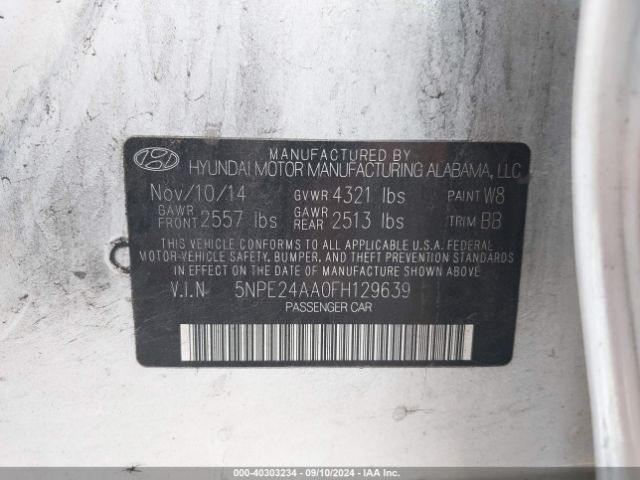 MANUFACTURED BY
HYUNDAI MOTOR MANUFACTURING ALABAMA, LLC
Nov/10/14 GVWR 4321 lbs PAINT W8
GAWR FRONT 2557 lbs GAWR REAR 2513 lbs TRIM BB
THIS VEHICLE CONFORMS TO ALL APPLICABLE U.S.A. FEDERAL
MOTOR VEHICLE SAFETY, BUMPER, AND THEFT PREVENTION STANDARDS
IN EFFECT ON THE DATE OF MANUFACTURE SHOWN ABOVE.
V.I.N 5NPE24AA0FH129639
PASSENGER CAR
0-40303234 - 09/10/2024 - IAA Inc.